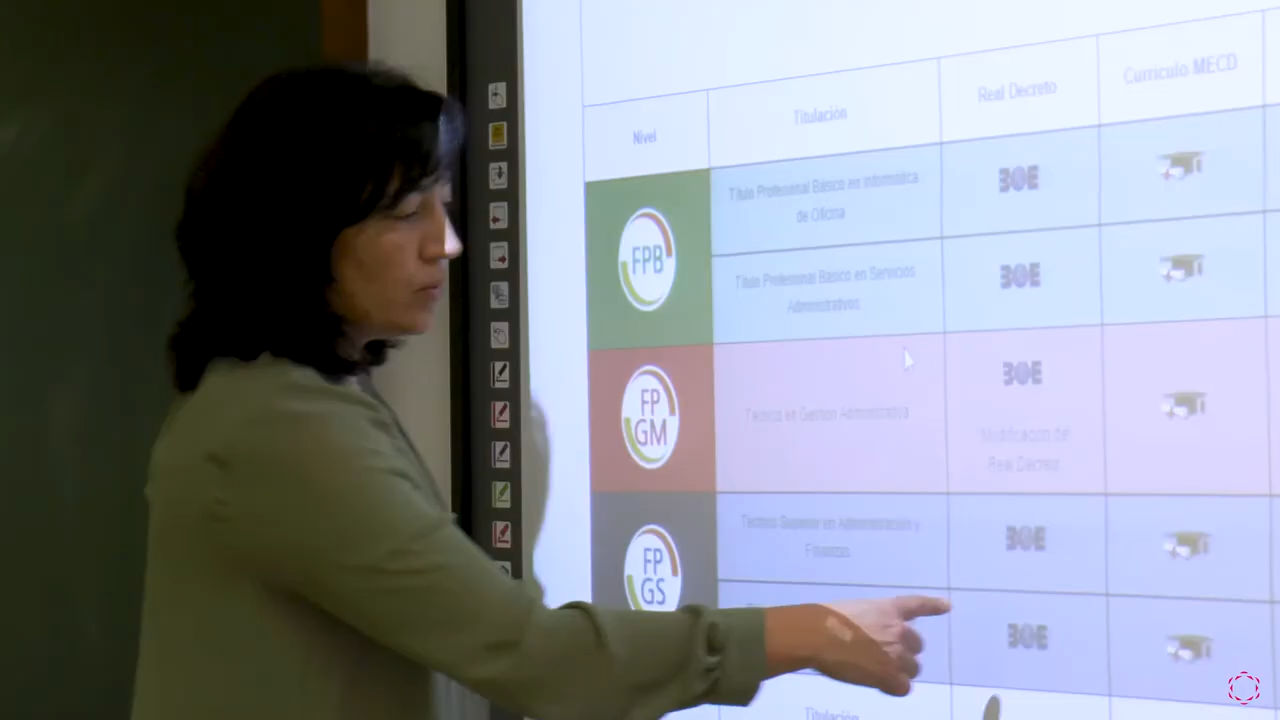 Nivel
Titulación
Real Decreto
Curriculo MECD
FPB
Título Profesional Básico en Informática
de Oficina
BOE
Título Profesional Básico en Servicios
Administrativos
BOE
FP
GM
Técnico en Gestión Administrativa
BOE
Modificación del
Real Decreto
FP
GS
Técnico Superior en Administración y
Finanzas
BOE
BOE
Titulación